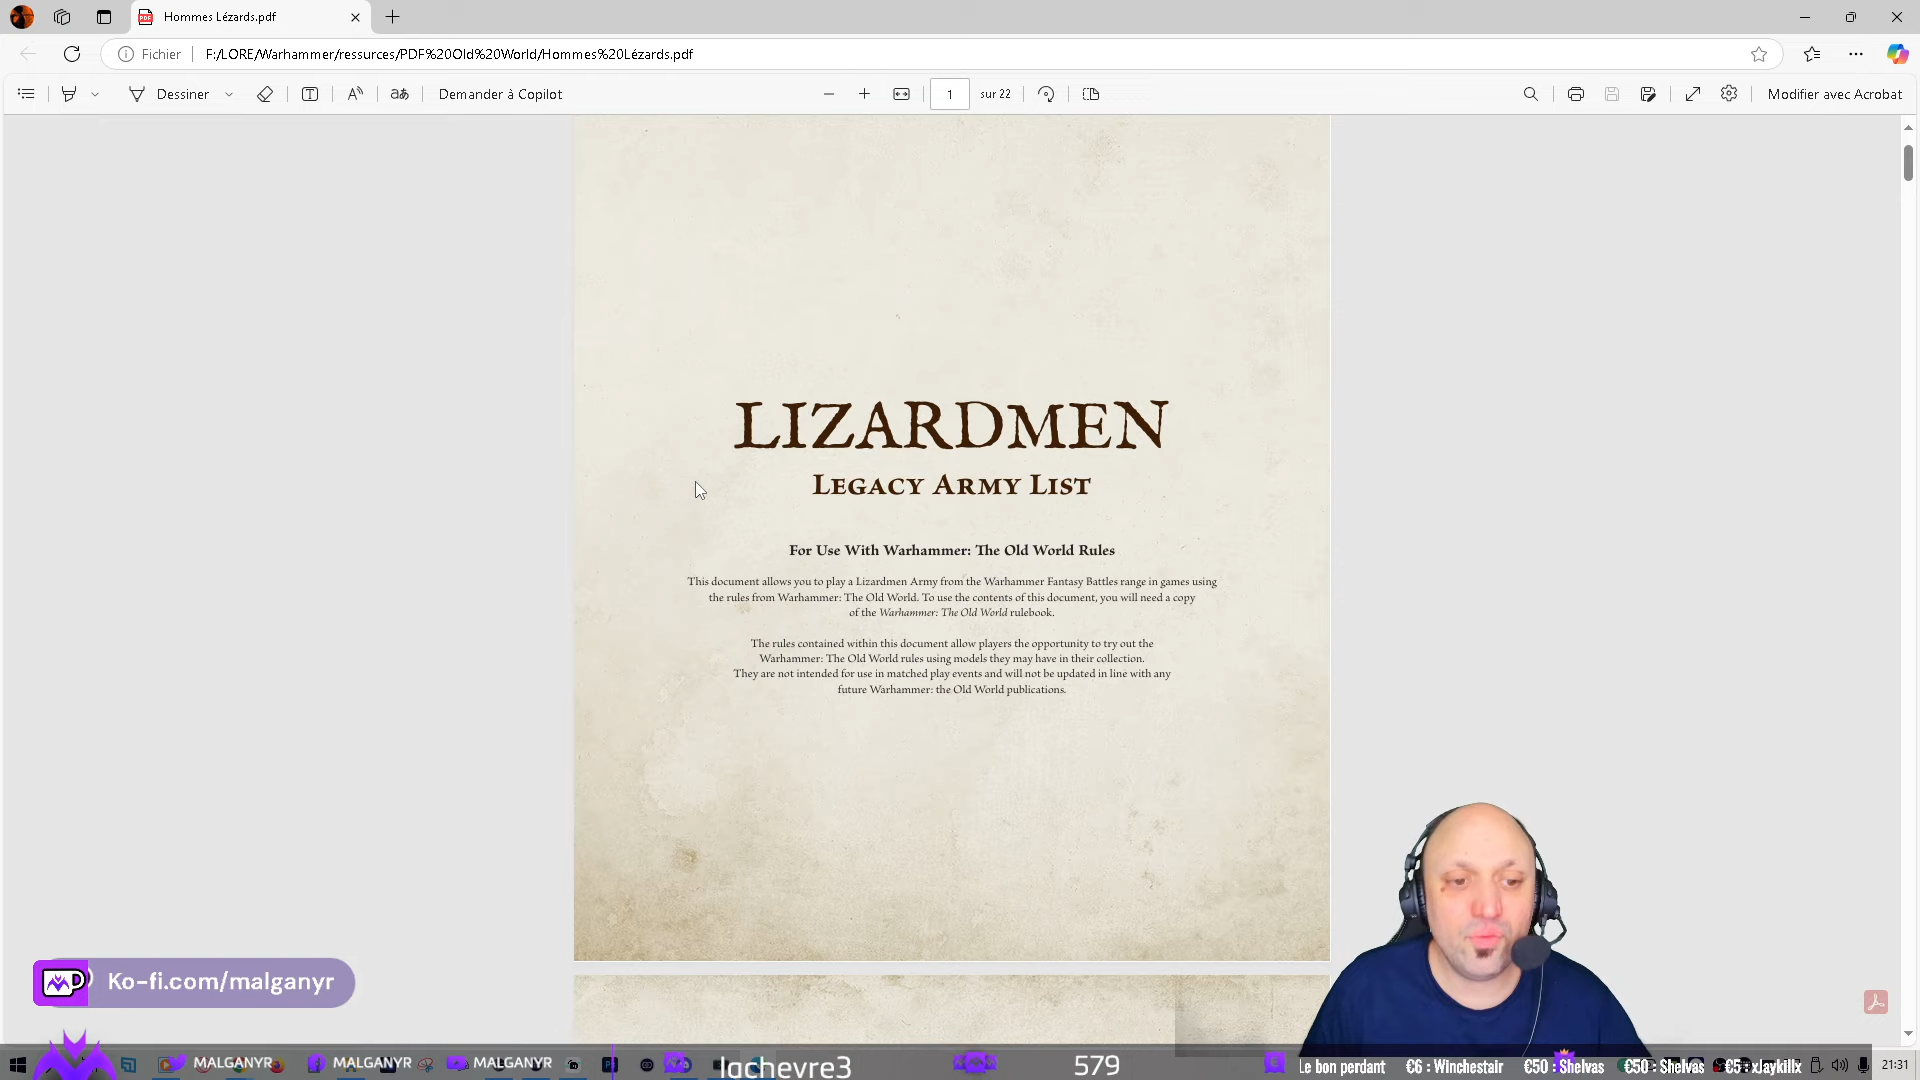 Hommes Lézards.pdf
Fichier
F:/LORE/Warhammer/ressurces/PDF%20Old%20World/Hommes%20Lézards.pdf
Dessiner
Demander à Copilot
1
sur 22
Modifier avec Acrobat
LIZARDMEN
Legacy Army List
For Use With Warhammer: The Old World Rules
This document allows you to play a Lizardmen Army from the Warhammer Fantasy Battles range in games using
the rules from Warhammer: The Old World. To use the contents of this document, you will need a copy
of the Warhammer: The Old World rulebook.
The rules contained within this document allow players the opportunity to try out the
Warhammer: The Old World rules using models they may have in their collection.
They are not intended for use in matched play events and will not be updated in line with any
future Warhammer: the Old World publications.
Ko-fi.com/malganyr
MALGANYR
MALGANYR
MALGANYR
lachevre3
579
Le bon perdant
€6 : Winchestair
€50 : Shelvas
€50 : Shelvas
€5 : xJaykillx
21:31